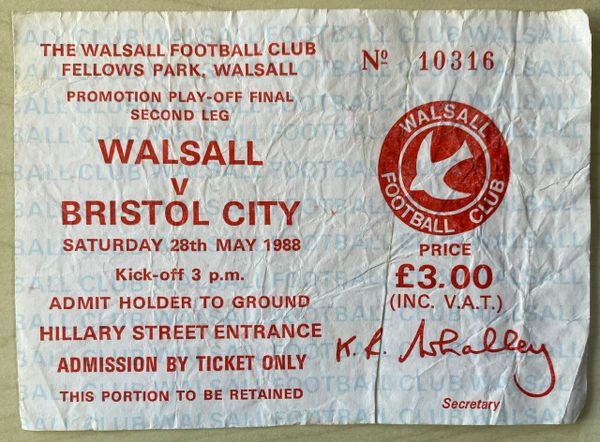 THE WALSALL FOOTBALL CLUB
FELLOWS PARK, WALSALL
Nº 10316
PROMOTION PLAY-OFF FINAL
SECOND LEG
WALSALL
V
BRISTOL CITY
SATURDAY 28th MAY 1988
Kick-off 3 p.m.
ADMIT HOLDER TO GROUND
HILLARY STREET ENTRANCE
ADMISSION BY TICKET ONLY
THIS PORTION TO BE RETAINED
WALSALL
FOOTBALL CLUB
PRICE
£3.00
(INC. V.A.T.)
K. R. Whalley
Secretary